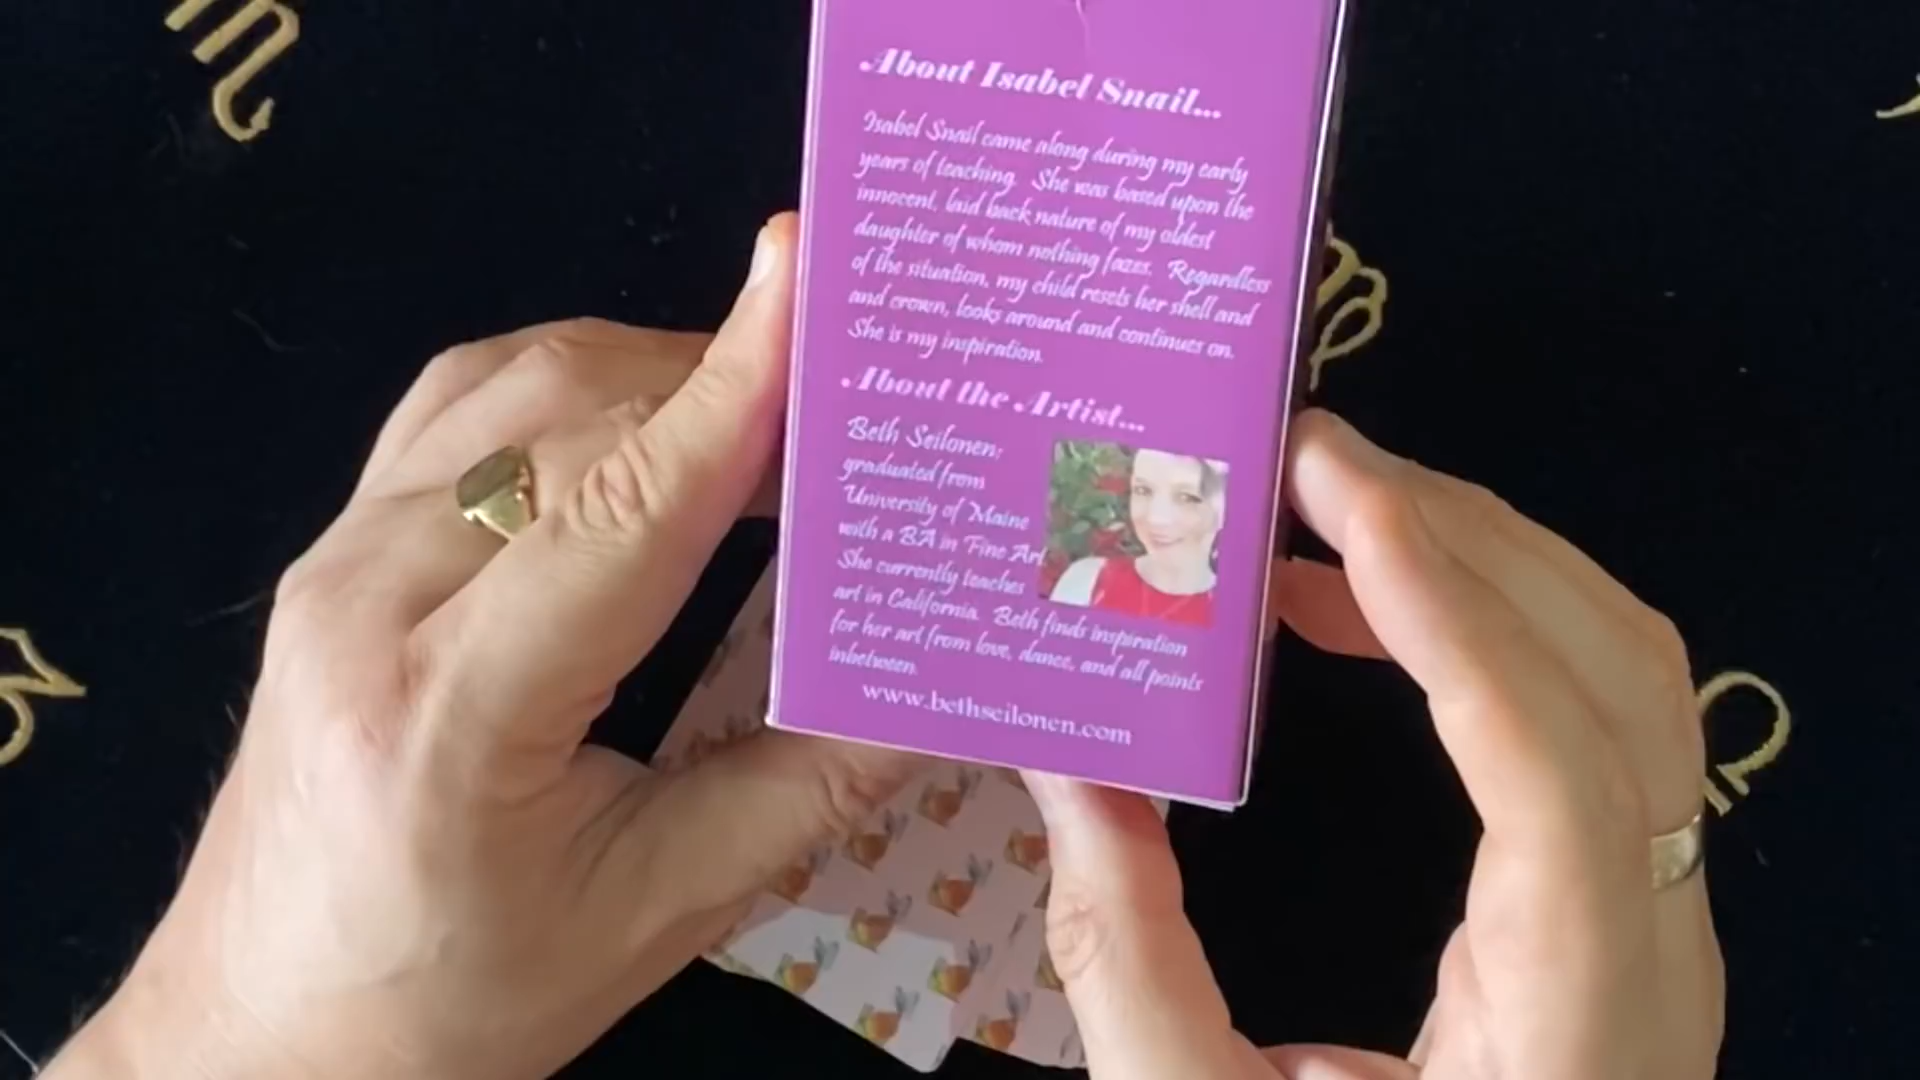 About Isabel Snail...
Isabel Snail came along during my early
years of teaching. She was based upon the
innocent, laid back nature of my oldest
daughter of whom nothing fazes. Regardless
of the situation, my child resets her shell and
and crown, looks around and continues on.
She is my inspiration.
About the Artist...
Beth Seilonen:
graduated from
University of Maine
with a BA in Fine Art
She currently teaches
art in California. Beth finds inspiration
for her art from love, dance, and all points
inbetween.
www.bethseilonen.com